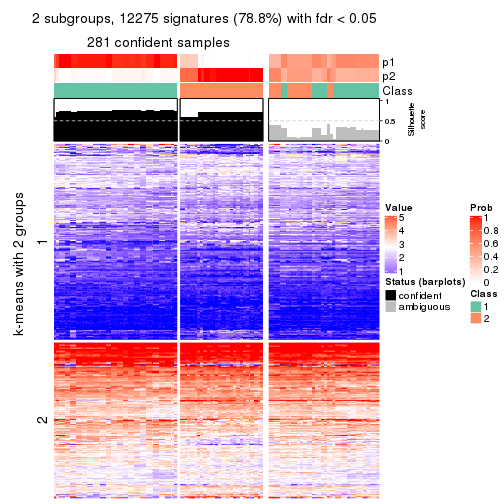 2 subgroups, 12275 signatures (78.8%) with fdr < 0.05
281 confident samples
p1
p2
Class
1
0.5
0
Silhouette
score
k-means with 2 groups
1
2
Value
5
4
3
2
1
Status (barplots)
confident
ambiguous
Prob
1
0.8
0.6
0.4
0.2
0
Class
1
2